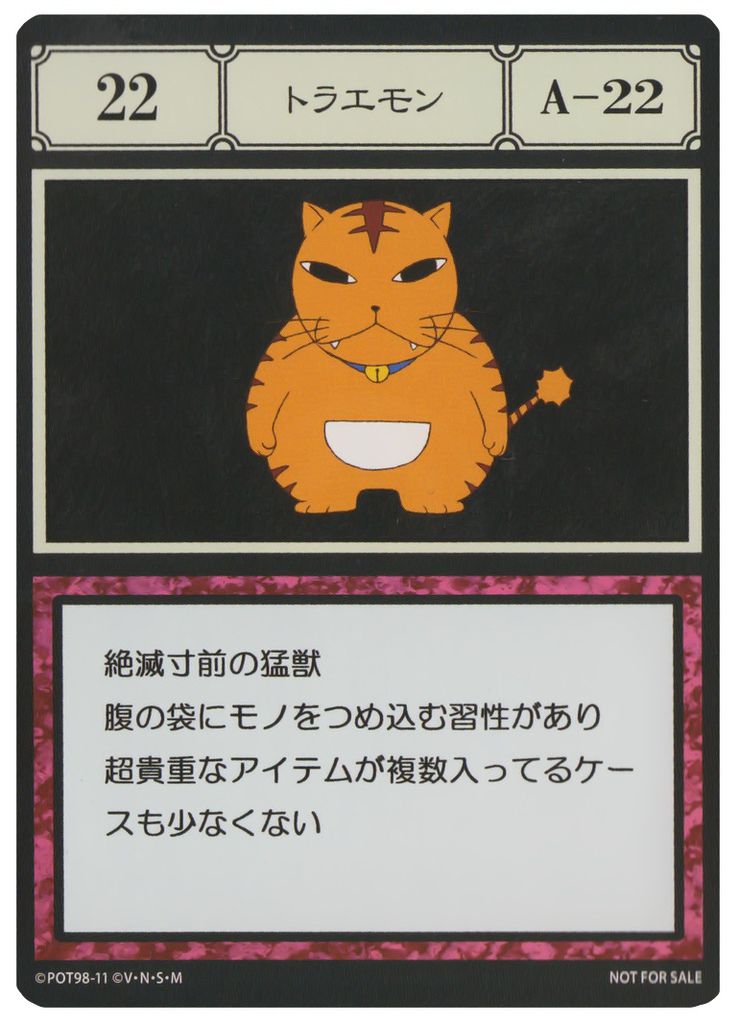 22
トラエモン
A-22
絶滅寸前の猛獣
腹の袋にモノをつめ込む習性があり
超貴重なアイテムが複数入ってるケー
スも少なくない
©POT98-11 ©V・N・S・M
NOT FOR SALE